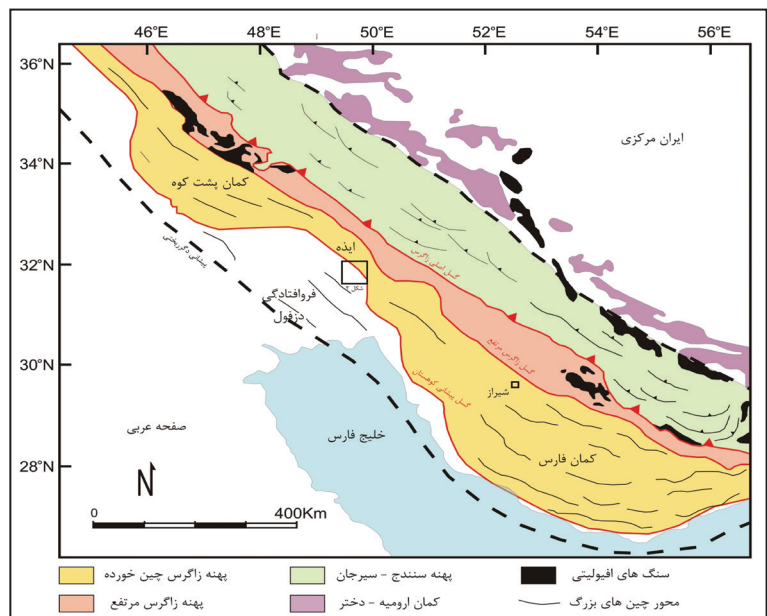 46°E 48°E 50°E 52°E 54°E 56°E
36°N
34°N
32°N
30°N
28°N
ایران مرکزی
کمان پشت کوه
ایذه
پیشانی دگرریختی
گسل اصلی زاگرس
فروافتادگی
دزفول
گسل زاگرس مرتفع
گسل پیشانی کوهستان
شیراز
صفحه عربی
خلیج فارس
کمان فارس
N
0 400Km
سنگ های افیولیتی
پهنه سنندج - سیرجان
پهنه زاگرس چین خورده
محور چین های بزرگ
کمان ارومیه - دختر
پهنه زاگرس مرتفع